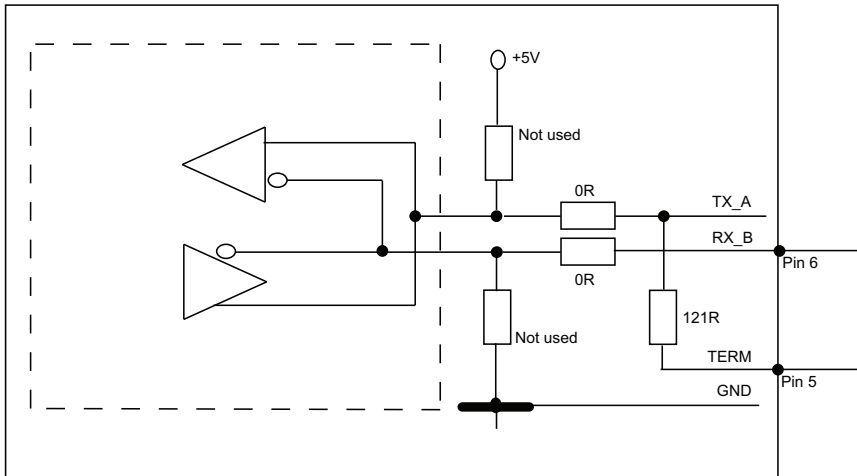 +5V
Not used
0R
TX_A
RX_B
Pin 6
0R
121R
Not used
TERM
Pin 5
GND